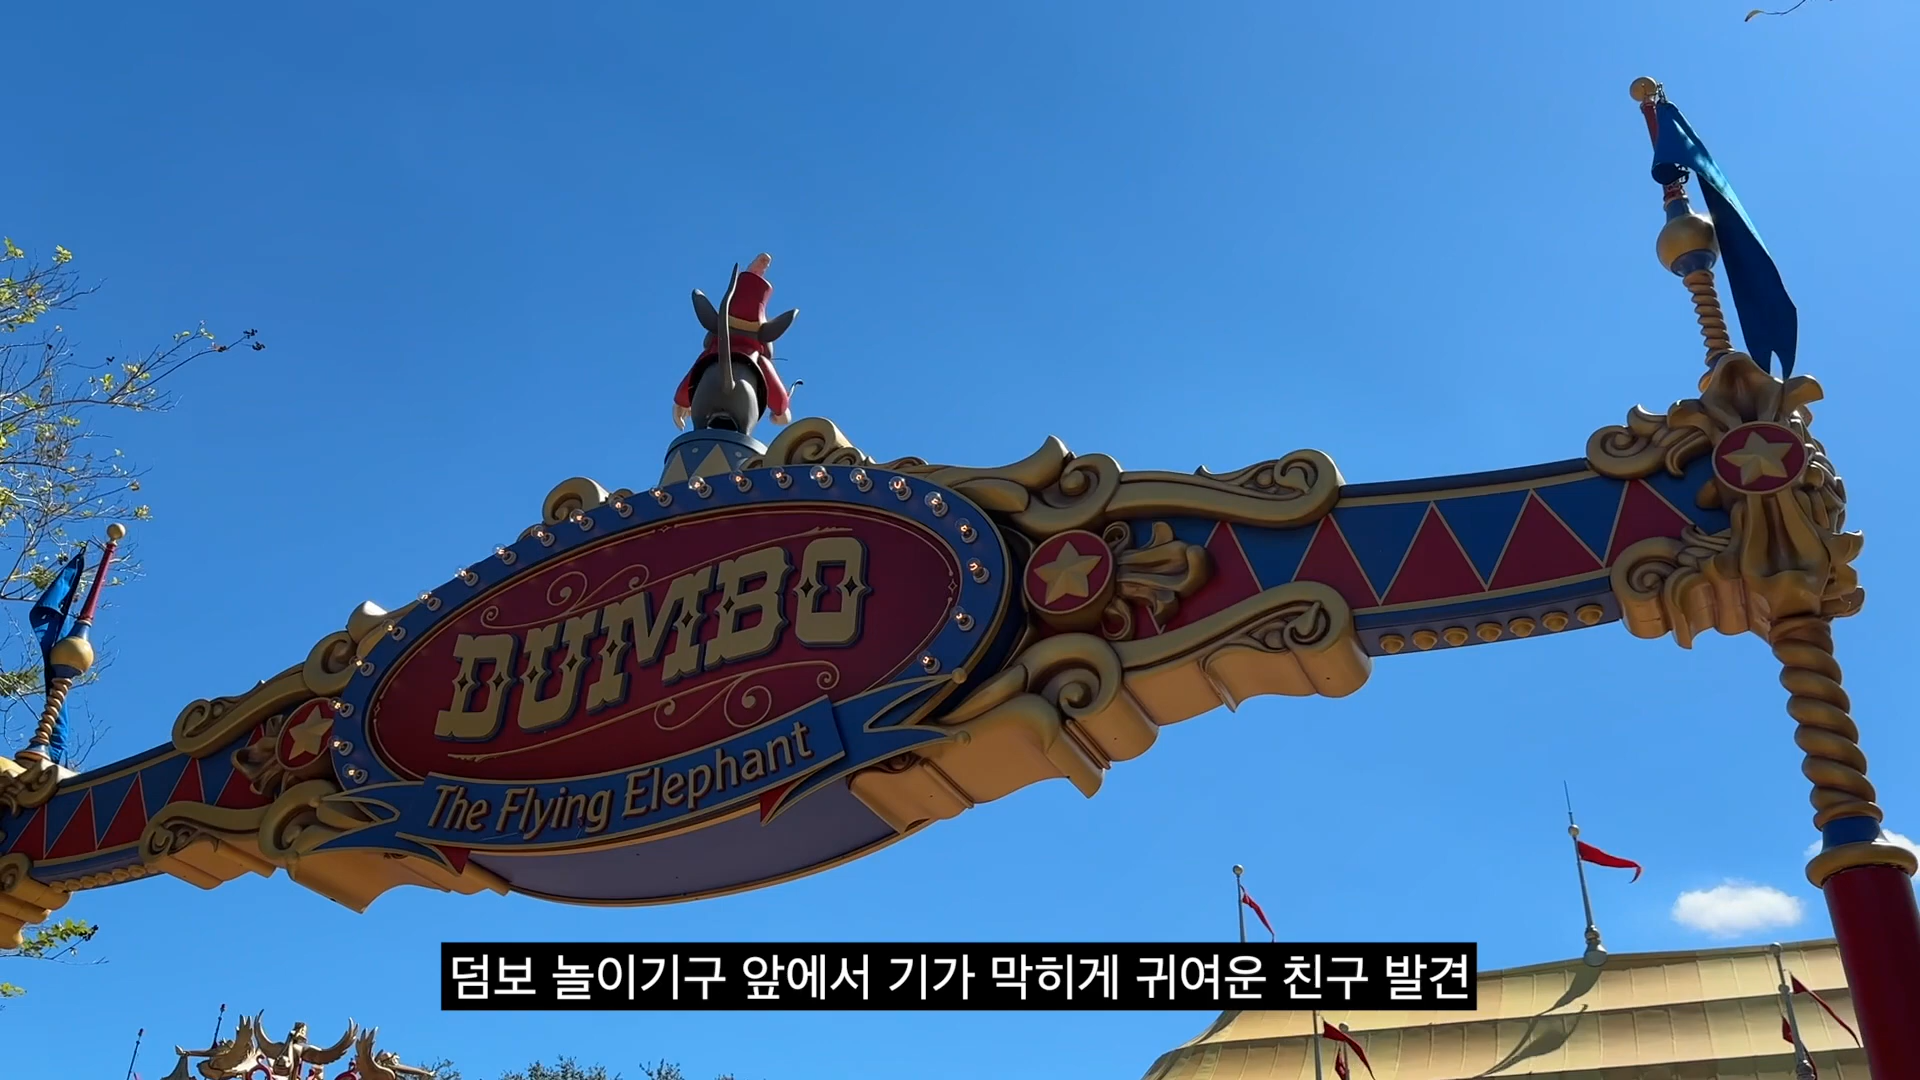 DUMBO
The Flying Elephant
덤보 놀이기구 앞에서 기가 막히게 귀여운 친구 발견